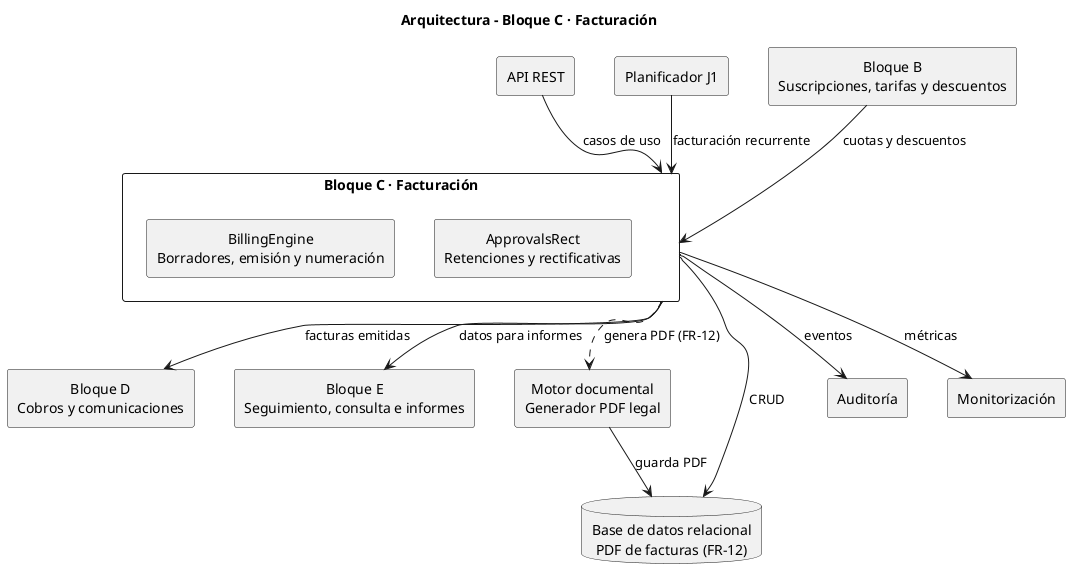 Arquitectura - Bloque C · Facturación
API REST
Planificador J1
Bloque B
Suscripciones, tarifas y descuentos
casos de uso
facturación recurrente
cuotas y descuentos
Bloque C · Facturación
BillingEngine
Borradores, emisión y numeración
ApprovalsRect
Retenciones y rectificativas
facturas emitidas
datos para informes
genera PDF (FR-12)
eventos
métricas
Bloque D
Cobros y comunicaciones
Bloque E
Seguimiento, consulta e informes
Motor documental
Generador PDF legal
CRUD
Auditoría
Monitorización
guarda PDF
Base de datos relacional
PDF de facturas (FR-12)